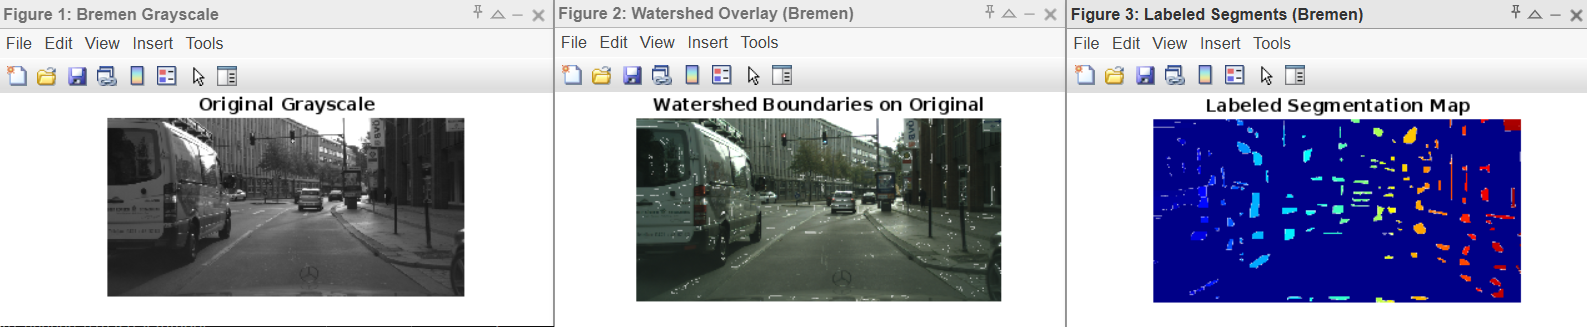 Figure 1: Bremen Grayscale
File Edit View Insert Tools
Original Grayscale
Figure 2: Watershed Overlay (Bremen)
File Edit View Insert Tools
Watershed Boundaries on Original
Figure 3: Labeled Segments (Bremen)
File Edit View Insert Tools
Labeled Segmentation Map